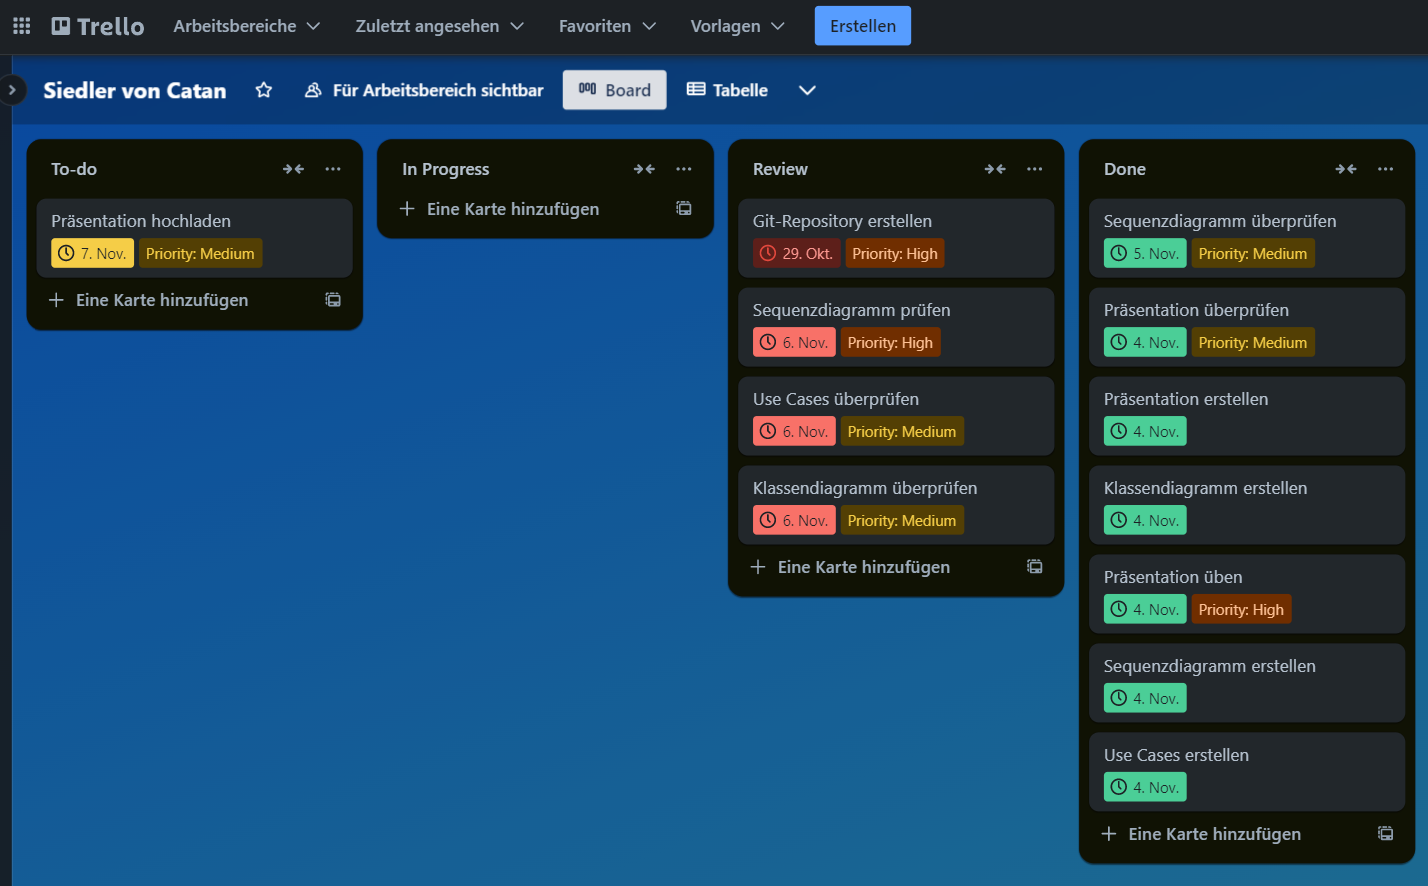 Trello Arbeitsbereiche Zuletzt angesehen Favoriten Vorlagen Erstellen
Siedler von Catan Für Arbeitsbereich sichtbar Board Tabelle
To-do
Präsentation hochladen
7. Nov. Priority: Medium
Eine Karte hinzufügen
In Progress
Eine Karte hinzufügen
Review
Git-Repository erstellen
29. Okt. Priority: High
Sequenzdiagramm prüfen
6. Nov. Priority: High
Use Cases überprüfen
6. Nov. Priority: Medium
Klassendiagramm überprüfen
6. Nov. Priority: Medium
Eine Karte hinzufügen
Done
Sequenzdiagramm überprüfen
5. Nov. Priority: Medium
Präsentation überprüfen
4. Nov. Priority: Medium
Präsentation erstellen
4. Nov.
Klassendiagramm erstellen
4. Nov.
Präsentation üben
4. Nov. Priority: High
Sequenzdiagramm erstellen
4. Nov.
Use Cases erstellen
4. Nov.
Eine Karte hinzufügen